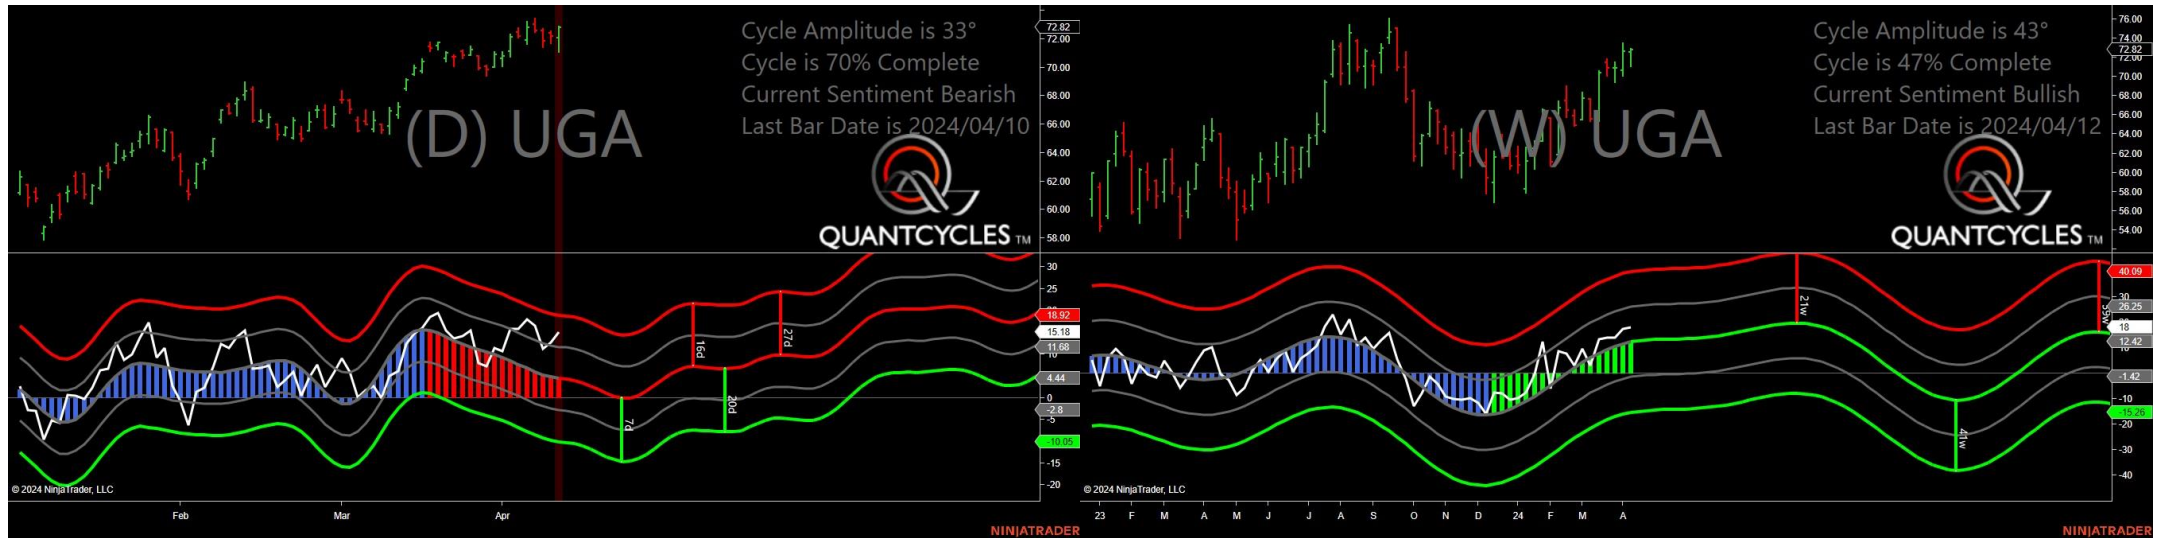 Cycle Amplitude is 33°
Cycle is 70% Complete
Current Sentiment Bearish
Last Bar Date is 2024/04/10
(D) UGA
QUANTCYCLES TM
72.82
72.00
70.00
68.00
66.00
64.00
62.00
60.00
58.00
30
25
18.92
15.18
11.68
10
4.44
0
-2.8
-5
-10.05
-15
-20
7d
16d
20d
27d
© 2024 NinjaTrader, LLC
Feb Mar Apr
NINJATRADER
Cycle Amplitude is 43°
Cycle is 47% Complete
Current Sentiment Bullish
Last Bar Date is 2024/04/12
(W) UGA
QUANTCYCLES TM
76.00
74.00
72.82
72.00
70.00
68.00
66.00
64.00
62.00
60.00
58.00
56.00
54.00
40.09
30
26.25
18
12.42
10
-1.42
-10
-15.26
-20
-30
-40
21w
41w
© 2024 NinjaTrader, LLC
23 F M A M J J A S O N D 24 F M A
NINJATRADER